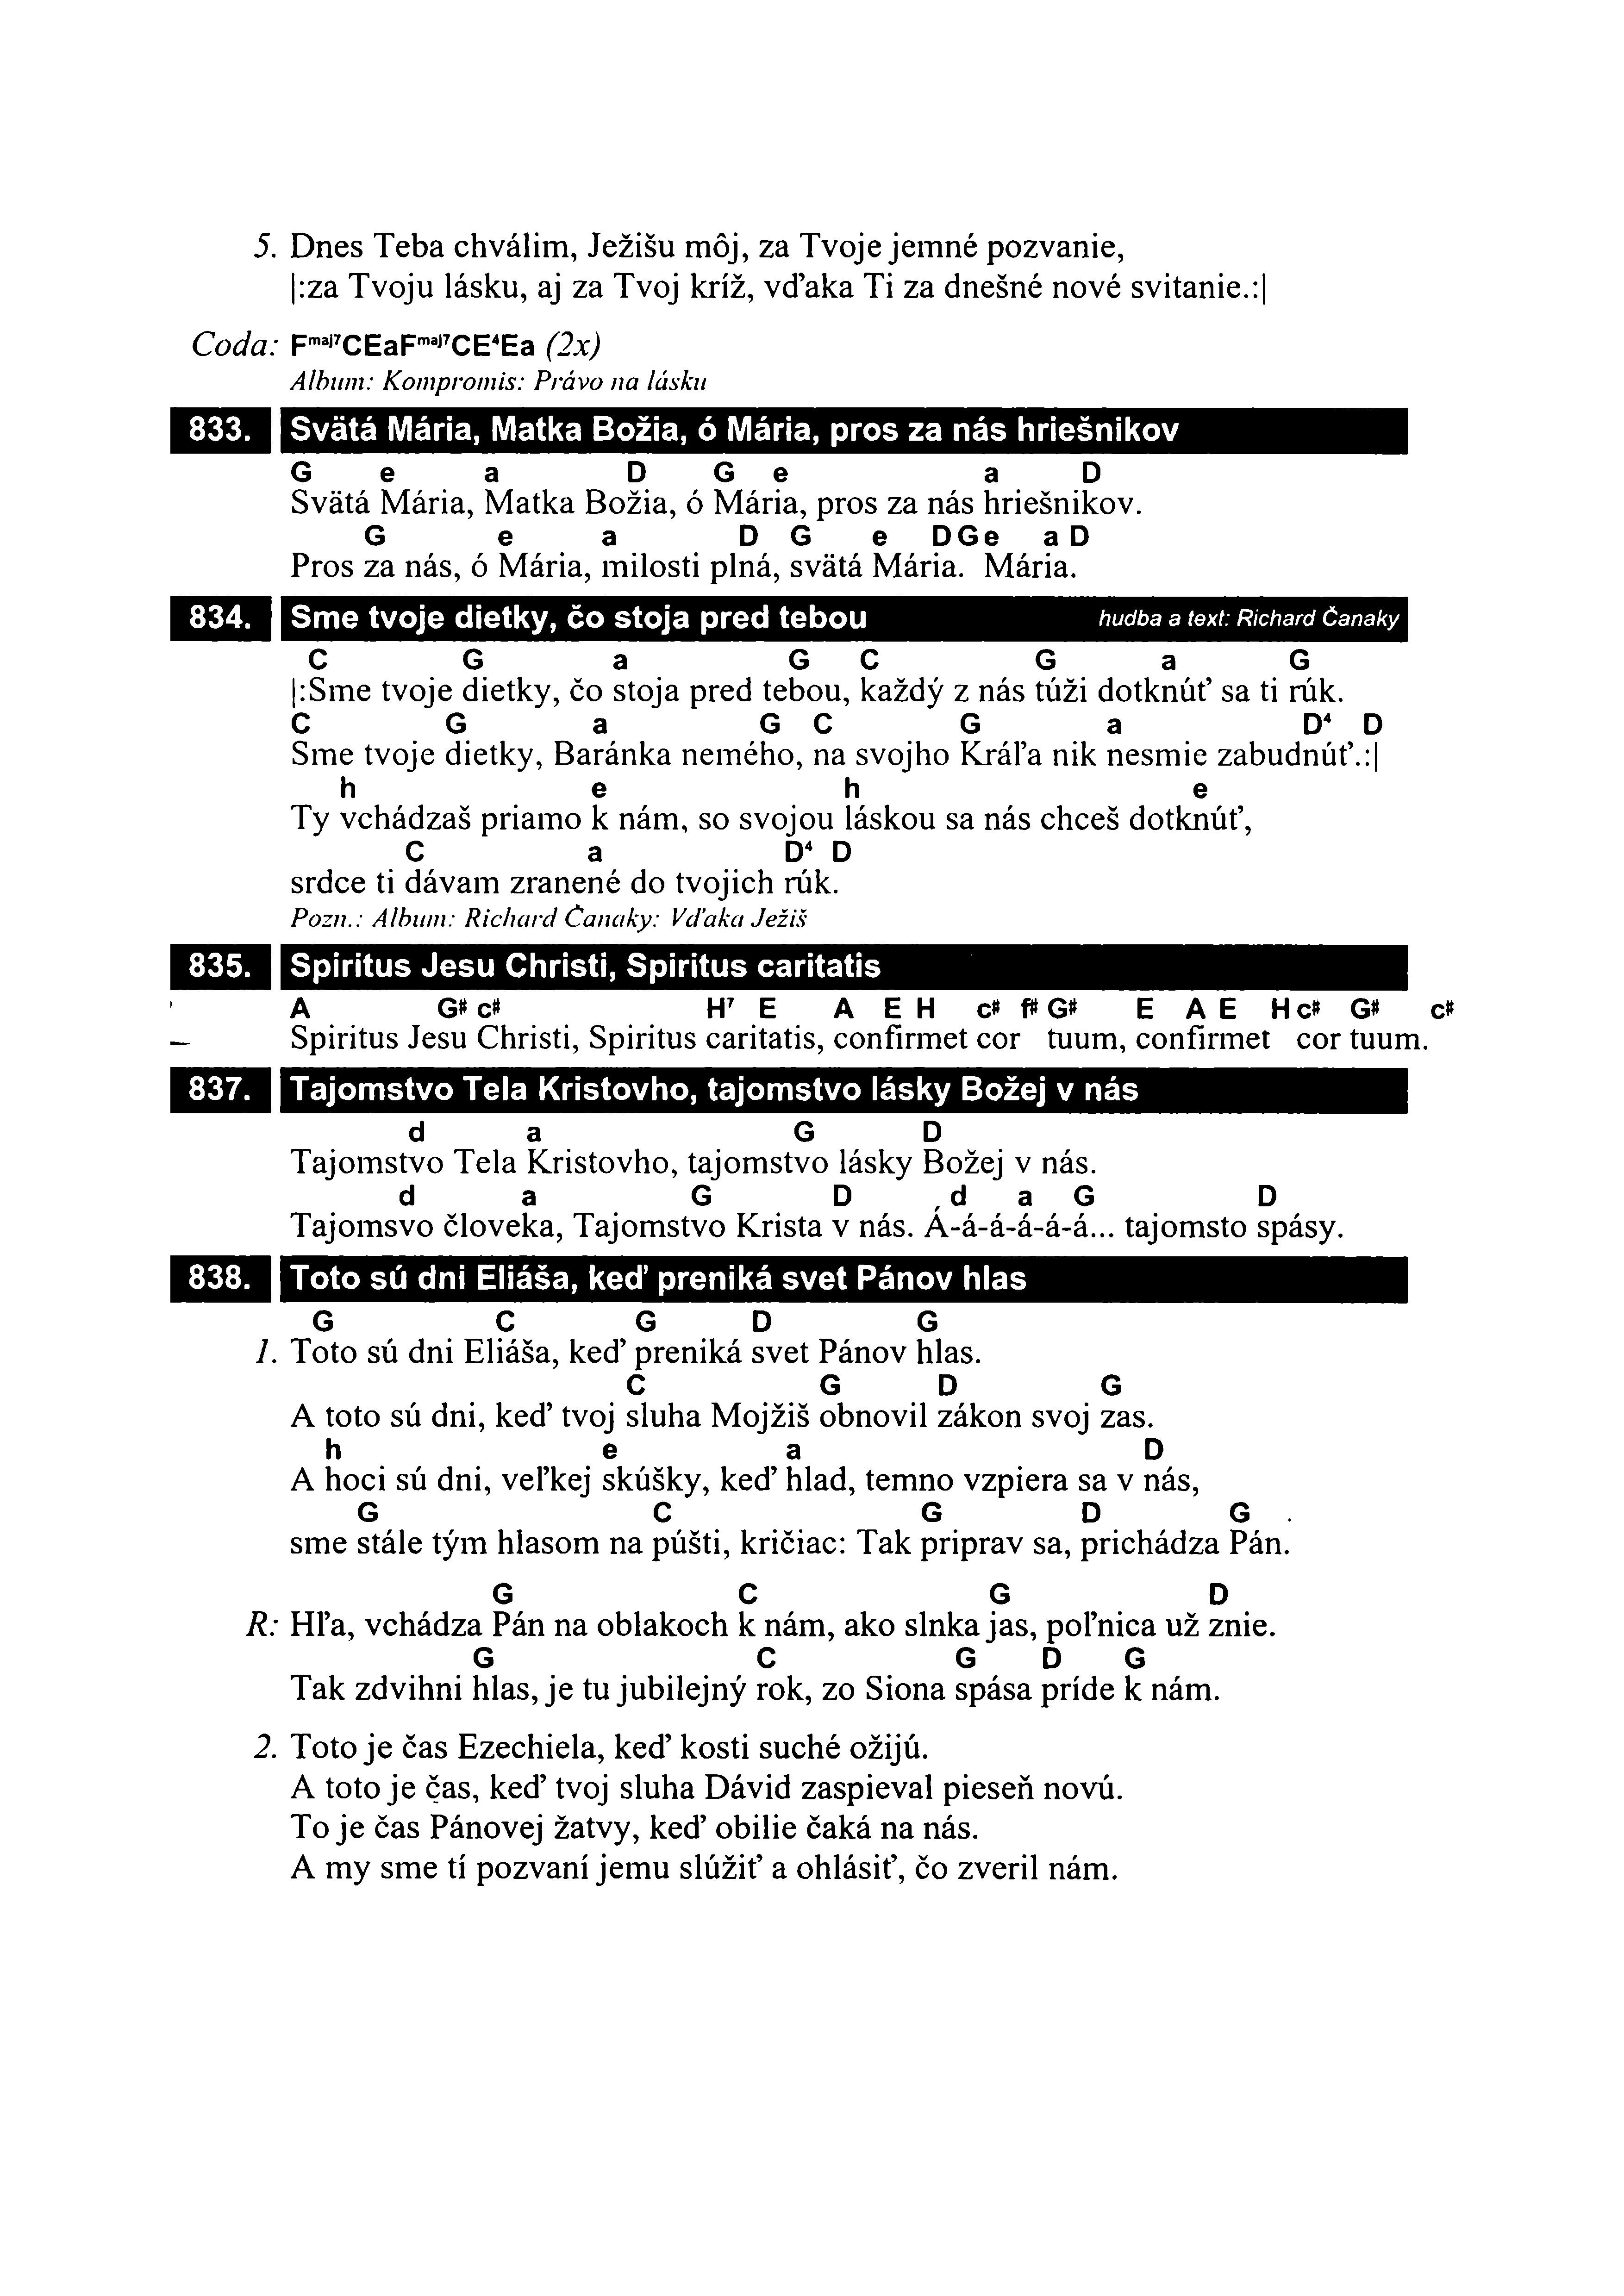 5. Dnes Teba chválim, Ježišu môj, za Tvoje jemné pozvanie,
|:za Tvoju lásku, aj za Tvoj kríž, vďaka Ti za dnešné nové svitanie.:|
Coda: Fmaj7CEaFmaj7CE4Ea (2x)
Album: Kompromis: Právo na lásku
833. Svätá Mária, Matka Božia, ó Mária, pros za nás hriešnikov
G e a D G e a D
Svätá Mária, Matka Božia, ó Mária, pros za nás hriešnikov.
G e a D G e D G e a D
Pros za nás, ó Mária, milosti plná, svätá Mária. Mária.
834. Sme tvoje dietky, čo stoja pred tebou hudba a text: Richard Čanaky
C G a G C G a G
|:Sme tvoje dietky, čo stoja pred tebou, každý z nás túži dotknúť sa ti rúk.
C G a G C G a D4 D
Sme tvoje dietky, Baránka nemého, na svojho Kráľa nik nesmie zabudnúť.:|
h e h e
Ty vchádzaš priamo k nám, so svojou láskou sa nás chceš dotknúť,
C a D4 D
srdce ti dávam zranené do tvojich rúk.
Pozn.: Album: Richard Čanaky: Vďaka Ježiš
835. Spiritus Jesu Christi, Spiritus caritatis
A G# c# H7 E A E H c# f# G# E A E H c# G# c#
Spiritus Jesu Christi, Spiritus caritatis, confirmet cor tuum, confirmet cor tuum.
837. Tajomstvo Tela Kristovho, tajomstvo lásky Božej v nás
d a G D
Tajomstvo Tela Kristovho, tajomstvo lásky Božej v nás.
d a G D d a G D
Tajomsvo človeka, Tajomstvo Krista v nás. Á-á-á-á-á-á... tajomsto spásy.
838. Toto sú dni Eliáša, keď preniká svet Pánov hlas
G C G D G
1. Toto sú dni Eliáša, keď preniká svet Pánov hlas.
C G D G
A toto sú dni, keď tvoj sluha Mojžiš obnovil zákon svoj zas.
h e a D
A hoci sú dni, veľkej skúšky, keď hlad, temno vzpiera sa v nás,
G C G D G
sme stále tým hlasom na púšti, kričiac: Tak priprav sa, prichádza Pán.
G C G D
R: Hľa, vchádza Pán na oblakoch k nám, ako slnka jas, poľnica už znie.
G C G D G
Tak zdvihni hlas, je tu jubilejný rok, zo Siona spása príde k nám.
2. Toto je čas Ezechiela, keď kosti suché ožijú.
A toto je čas, keď tvoj sluha Dávid zaspieval pieseň novú.
To je čas Pánovej žatvy, keď obilie čaká na nás.
A my sme tí pozvaní jemu slúžiť a ohlásiť, čo zveril nám.